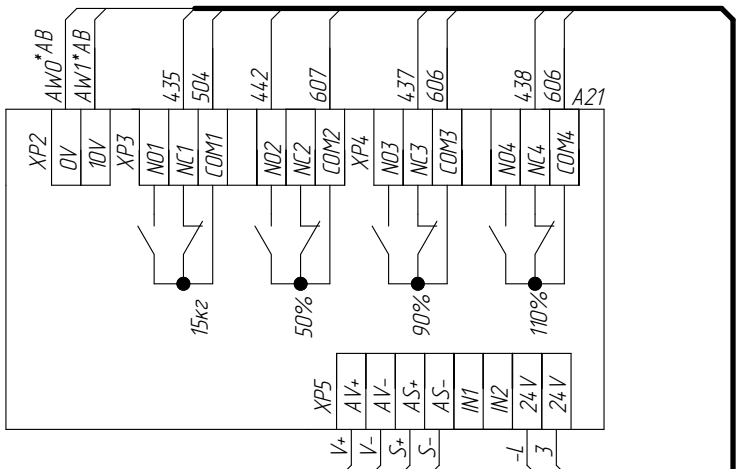 AW0*AB
AW1*AB
435
504
442
607
437
606
438
606
A21
XP2
0V
10V
XP3
NO1
NC1
COM1
NO2
NC2
COM2
XP4
NO3
NC3
COM3
NO4
NC4
COM4
15кг
50%
90%
110%
XP5
AV+
AV-
AS+
AS-
IN1
IN2
24V
24V
V+
V-
S+
S-
-L
3